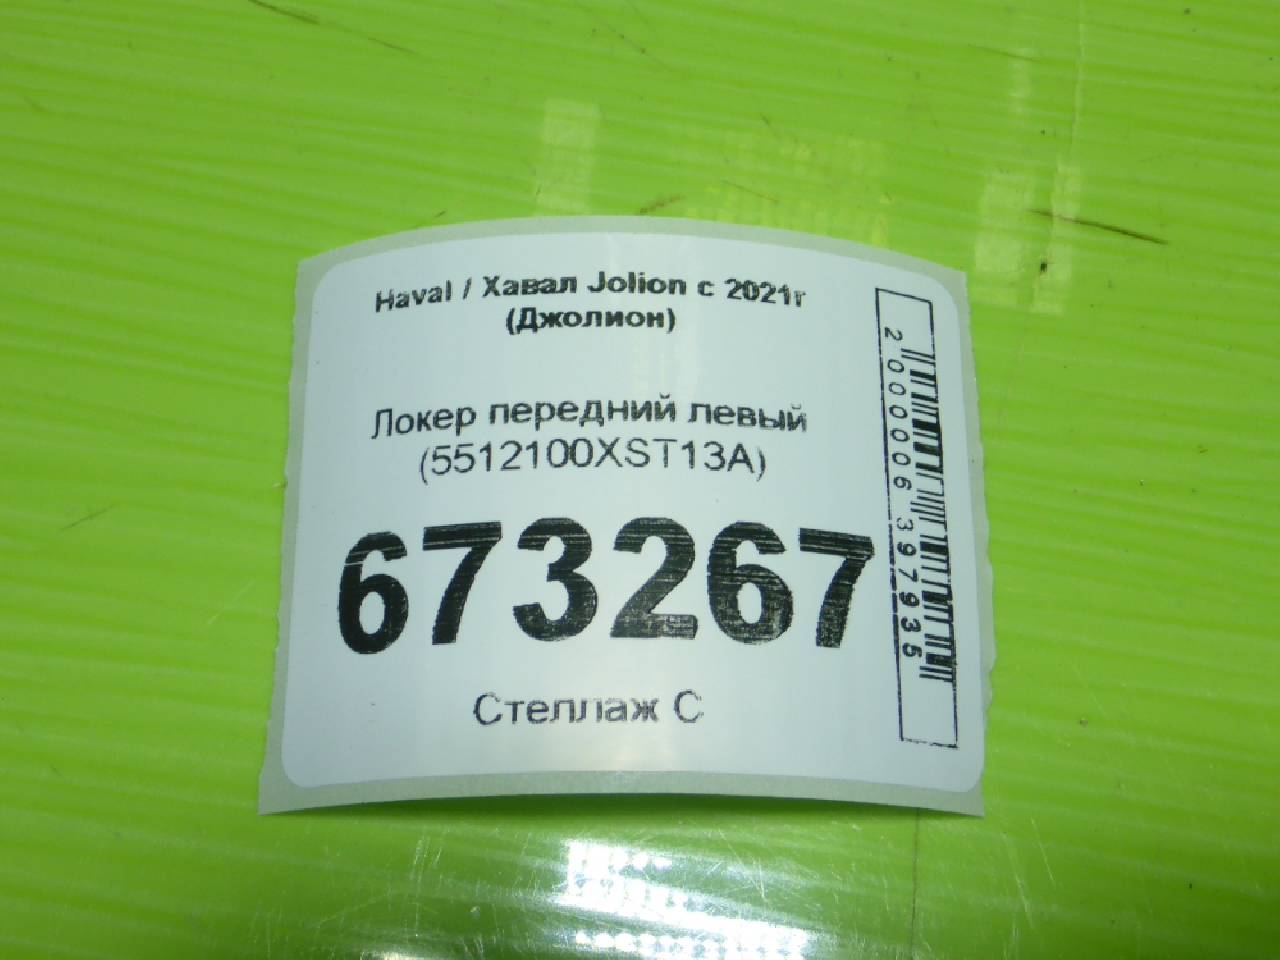 Haval / Хавал Jolion с 2021г
(Джолион)
Локер передний левый
(5512100XST13A)
673267
Стеллаж С
2000006397935